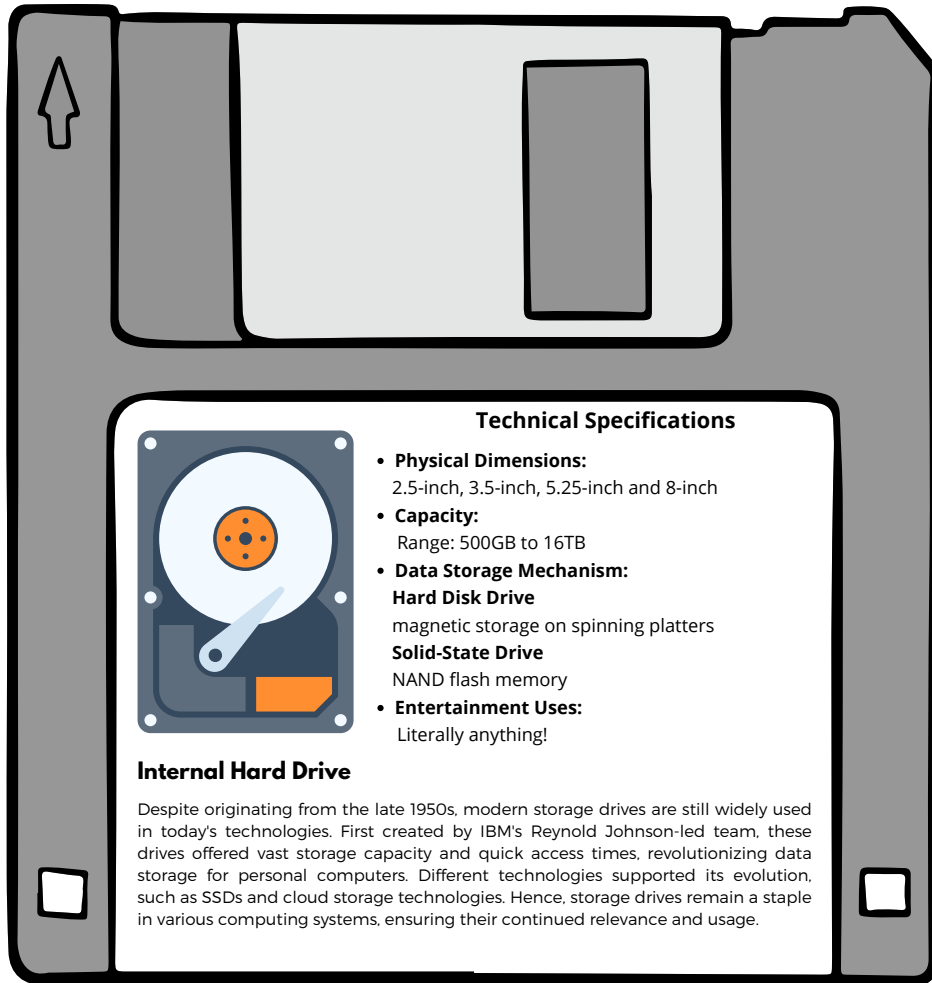 Technical Specifications
• Physical Dimensions:
2.5-inch, 3.5-inch, 5.25-inch and 8-inch
• Capacity:
Range: 500GB to 16TB
• Data Storage Mechanism:
Hard Disk Drive
magnetic storage on spinning platters
Solid-State Drive
NAND flash memory
• Entertainment Uses:
Literally anything!
Internal Hard Drive
Despite originating from the late 1950s, modern storage drives are still widely used
in today's technologies. First created by IBM's Reynold Johnson-led team, these
drives offered vast storage capacity and quick access times, revolutionizing data
storage for personal computers. Different technologies supported its evolution,
such as SSDs and cloud storage technologies. Hence, storage drives remain a staple
in various computing systems, ensuring their continued relevance and usage.